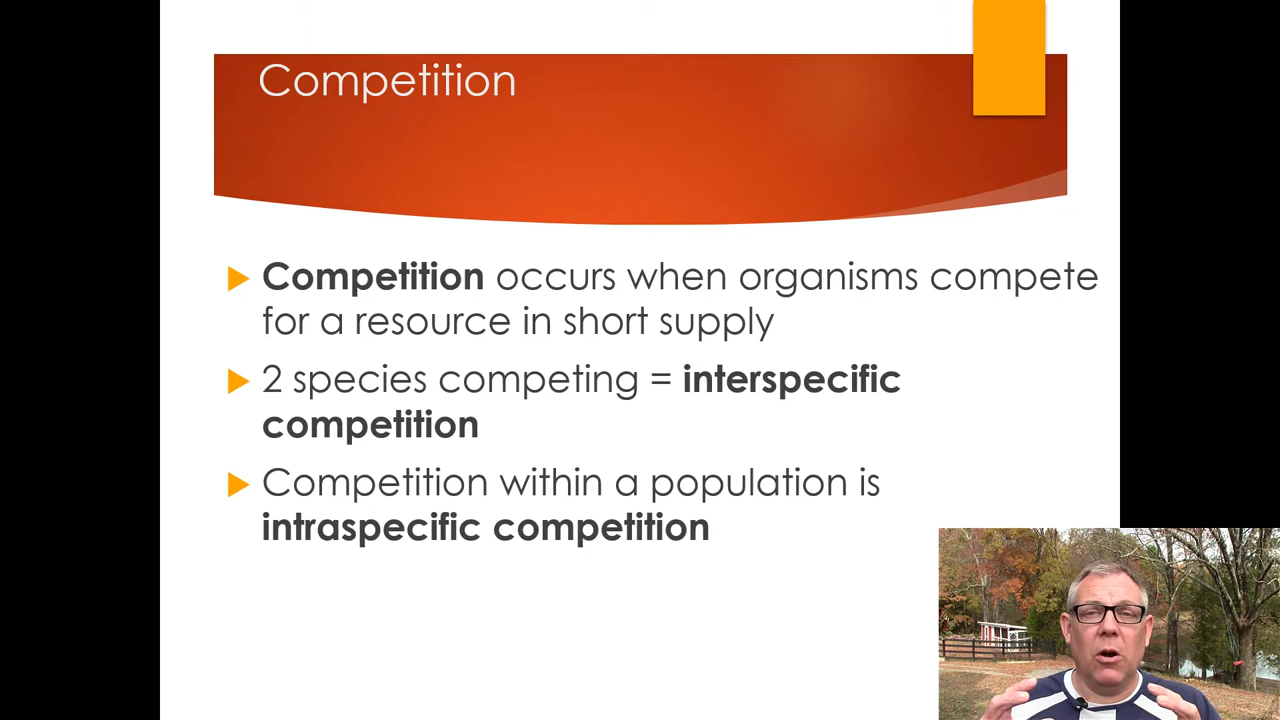 Competition
Competition occurs when organisms compete
for a resource in short supply
2 species competing = interspecific
competition
Competition within a population is
intraspecific competition